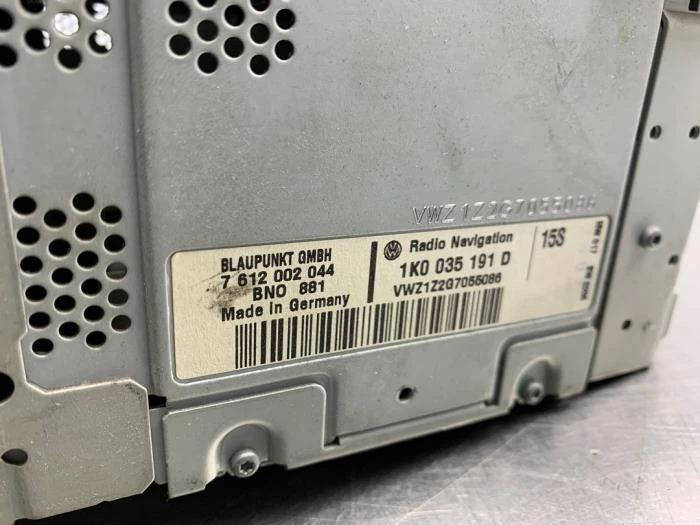 VWZ1Z2G7055086
BLAUPUNKT GMBH
7 612 002 044
BNO 881
Made in Germany
Radio Navigation
1K0 035 191 D
VWZ1Z2G7055086
15S